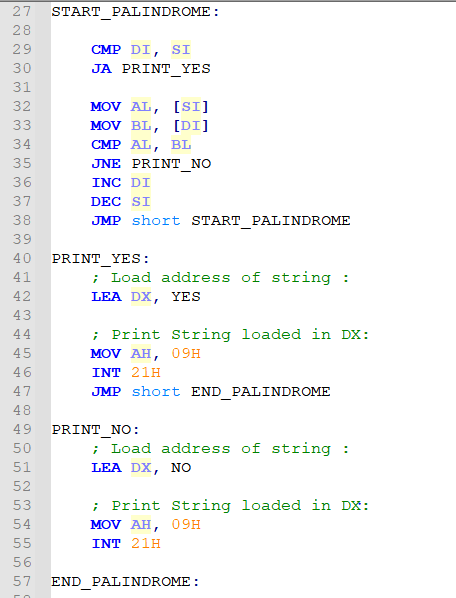 27 START_PALINDROME:
28
29 CMP DI, SI
30 JA PRINT_YES
31
32 MOV AL, [SI]
33 MOV BL, [DI]
34 CMP AL, BL
35 JNE PRINT_NO
36 INC DI
37 DEC SI
38 JMP short START_PALINDROME
39
40 PRINT_YES:
41 ; Load address of string :
42 LEA DX, YES
43
44 ; Print String loaded in DX:
45 MOV AH, 09H
46 INT 21H
47 JMP short END_PALINDROME
48
49 PRINT_NO:
50 ; Load address of string :
51 LEA DX, NO
52
53 ; Print String loaded in DX:
54 MOV AH, 09H
55 INT 21H
56
57 END_PALINDROME: